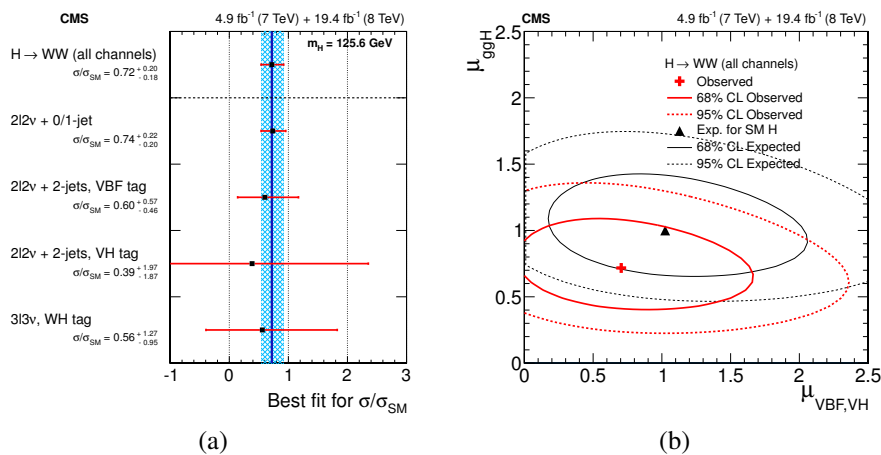 CMS 4.9 fb⁻¹ (7 TeV) + 19.4 fb⁻¹ (8 TeV)
m_H = 125.6 GeV
H → WW (all channels)
σ/σ_SM = 0.72 + 0.20 - 0.18
2l2ν + 0/1-jet
σ/σ_SM = 0.74 + 0.22 - 0.20
2l2ν + 2-jets, VBF tag
σ/σ_SM = 0.60 + 0.57 - 0.46
2l2ν + 2-jets, VH tag
σ/σ_SM = 0.39 + 1.97 - 1.87
3l3ν, WH tag
σ/σ_SM = 0.56 + 1.27 - 0.95
-1 0 1 2 3
Best fit for σ/σ_SM
(a)
CMS 4.9 fb⁻¹ (7 TeV) + 19.4 fb⁻¹ (8 TeV)
μ_ggH
2.5
2
1.5
1
0.5
0
H → WW (all channels)
Observed
68% CL Observed
95% CL Observed
Exp. for SM H
68% CL Expected
95% CL Expected
0 0.5 1 1.5 2 2.5
μ_VBF,VH
(b)